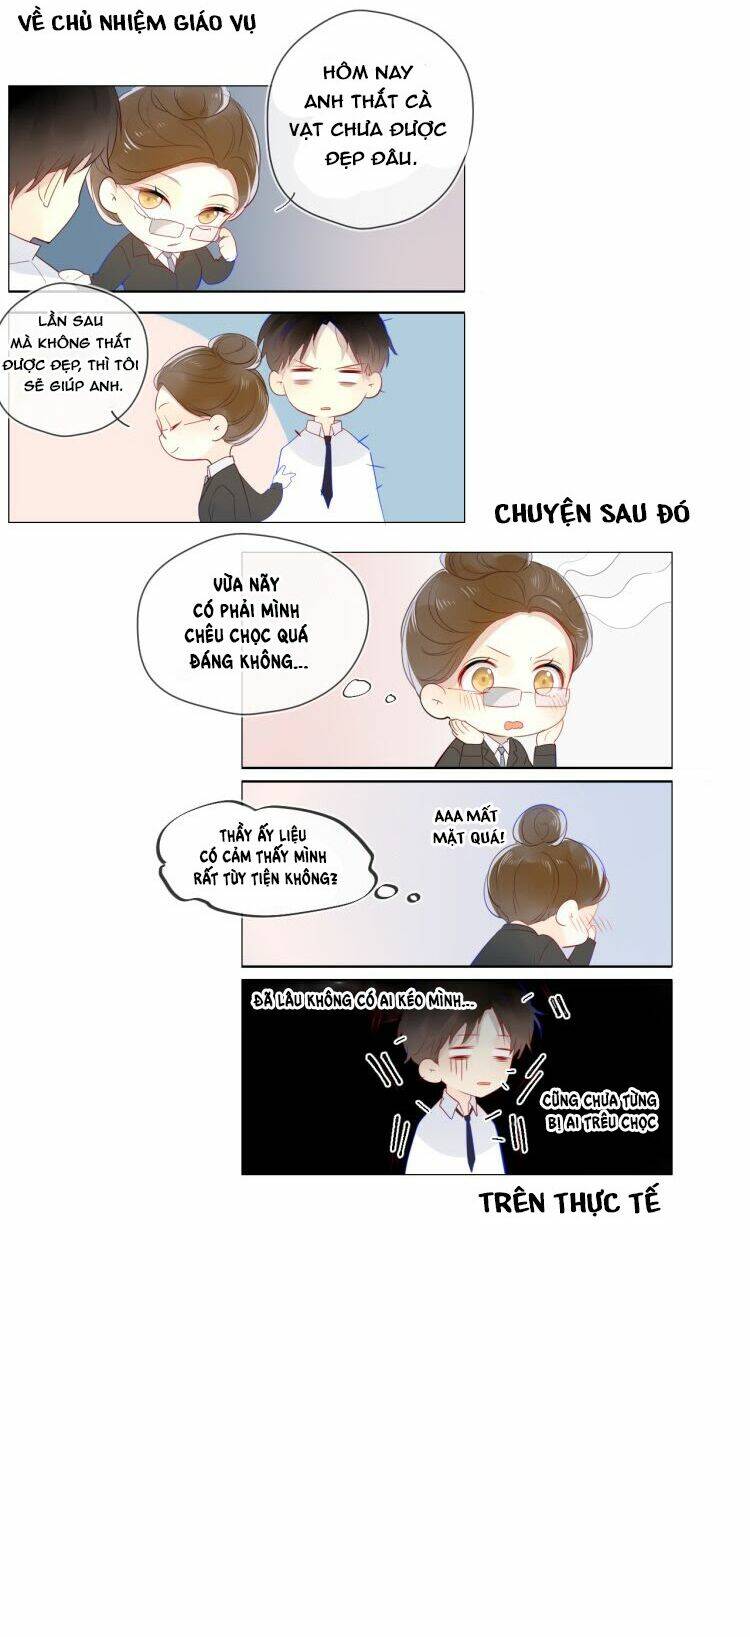 VỀ CHỦ NHIỆM GIÁO VỤ
HÔM NAY
ANH THẮT CÀ
VẠT CHƯA ĐƯỢC
ĐẸP ĐÂU.
LẦN SAU
MÀ KHÔNG THẮT
ĐƯỢC ĐẸP, THÌ TÔI
SẼ GIÚP ANH.
CHUYỆN SAU ĐÓ
VỪA NÃY
CÓ PHẢI MÌNH
CHÊU CHỌC QUÁ
ĐÁNG KHÔNG...
AAA MẤT
MẶT QUÁ!
THẦY ẤY LIỆU
CÓ CẢM THẤY MÌNH
RẤT TÙY TIỆN KHÔNG?
ĐÃ LÂU KHÔNG CÓ AI KÉO MÌNH...
CŨNG CHƯA TỪNG
BỊ AI TRÊU CHỌC
TRÊN THỰC TẾ